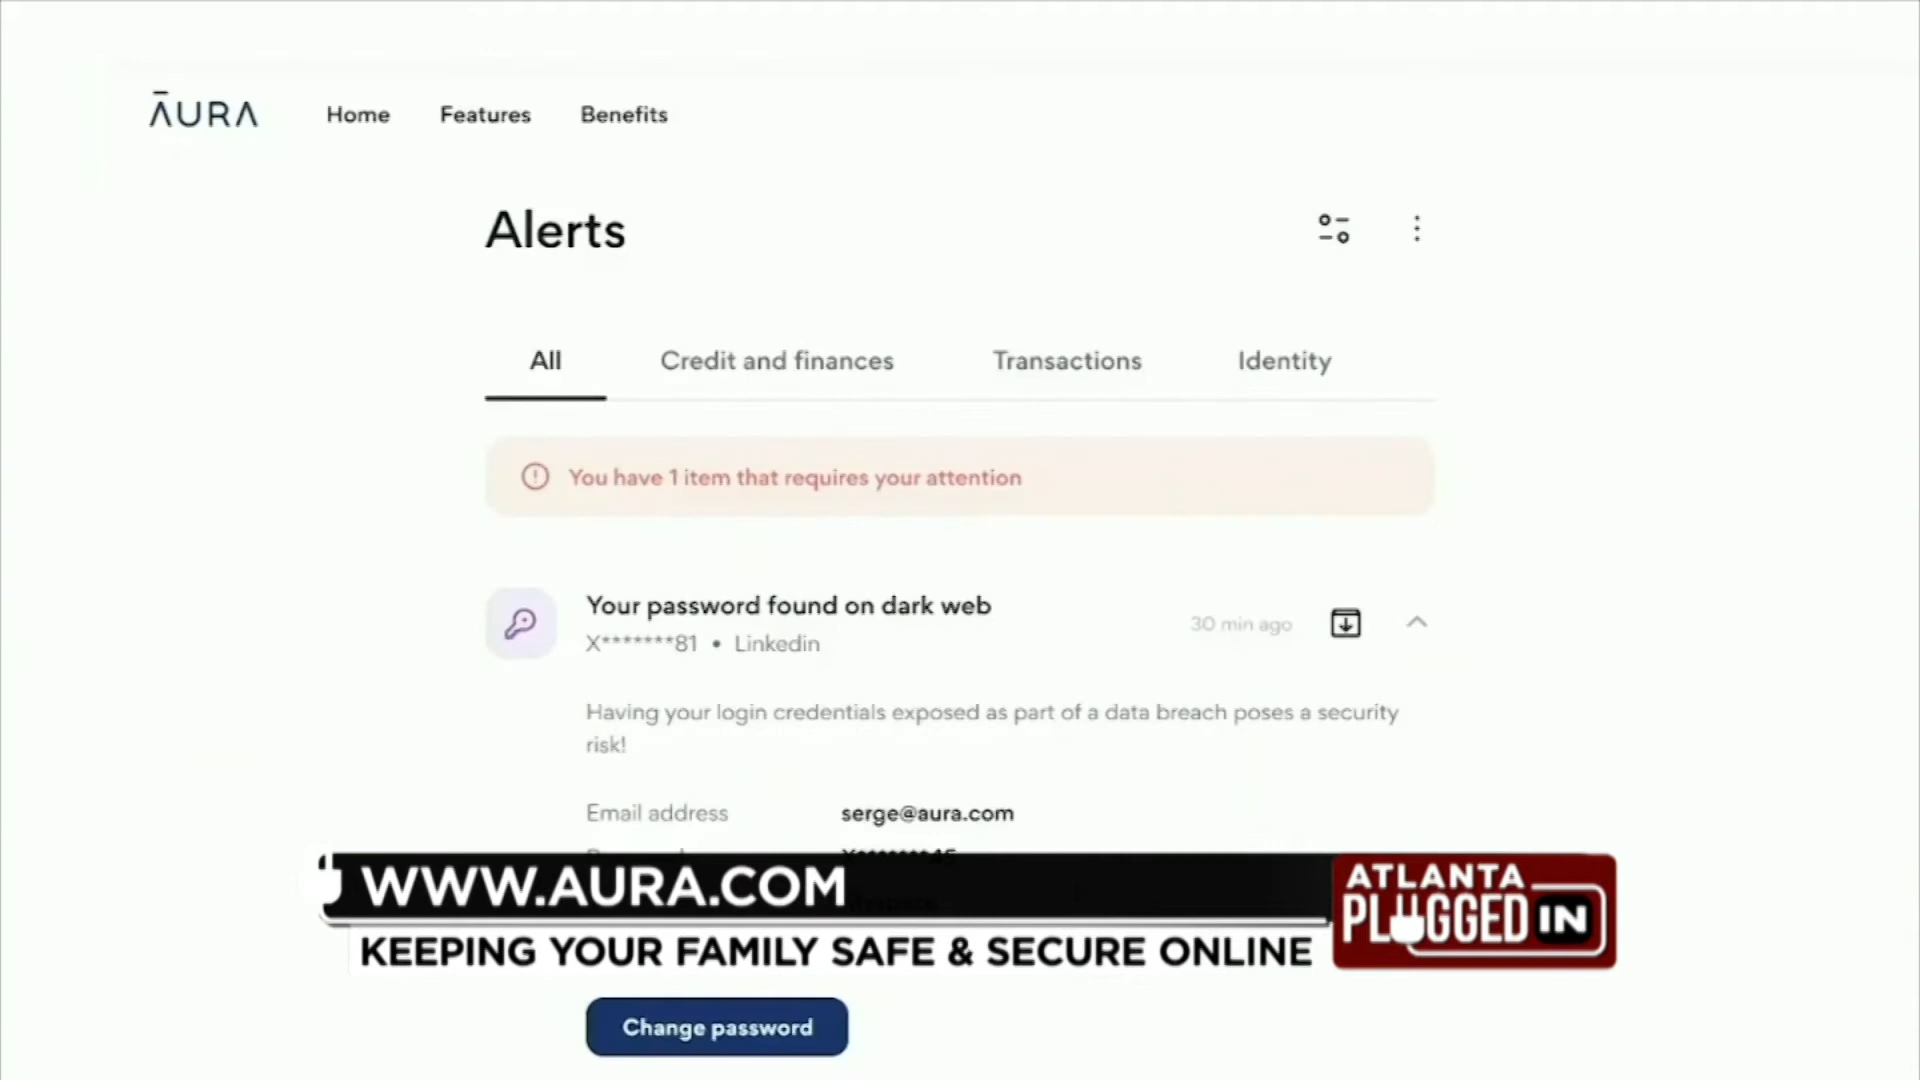 ĀURA Home Features Benefits
Alerts
All Credit and finances Transactions Identity
You have 1 item that requires your attention
Your password found on dark web
X*******81 • Linkedin
30 min ago
Having your login credentials exposed as part of a data breach poses a security
risk!
Email address serge@aura.com
WWW.AURA.COM
KEEPING YOUR FAMILY SAFE & SECURE ONLINE
ATLANTA
PLUGGED IN
Change password